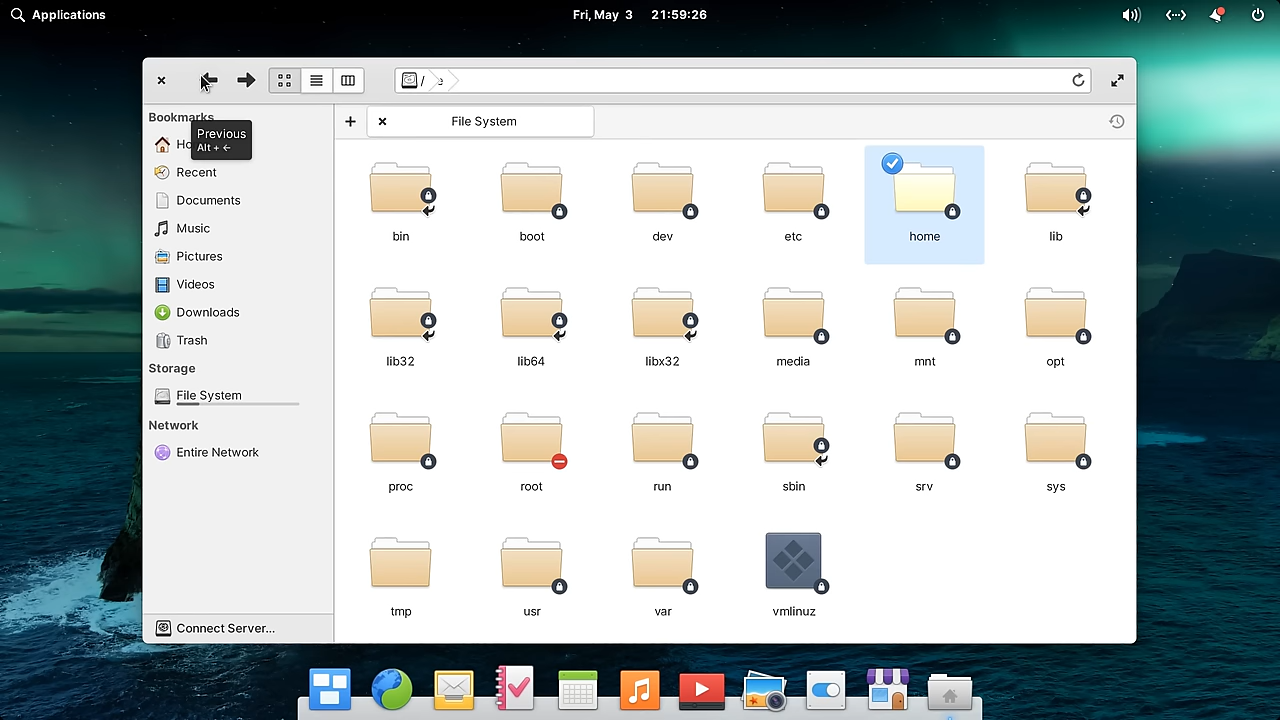 Applications
Fri, May 3 21:59:26
/
Bookmarks
Previous
Alt + ←
Recent
Documents
Music
Pictures
Videos
Downloads
Trash
Storage
File System
Network
Entire Network
Connect Server...
File System
bin
boot
dev
etc
home
lib
lib32
lib64
libx32
media
mnt
opt
proc
root
run
sbin
srv
sys
tmp
usr
var
vmlinuz